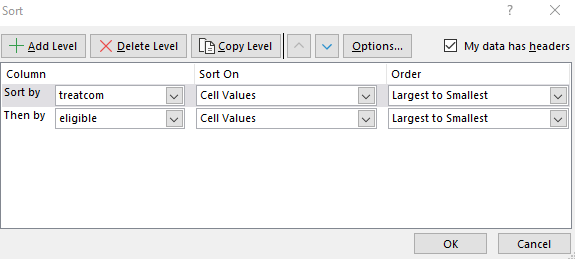 Sort
? ×
Add Level Delete Level Copy Level Options... My data has headers
Column Sort On Order
Sort by treatcom Cell Values Largest to Smallest
Then by eligible Cell Values Largest to Smallest
OK Cancel